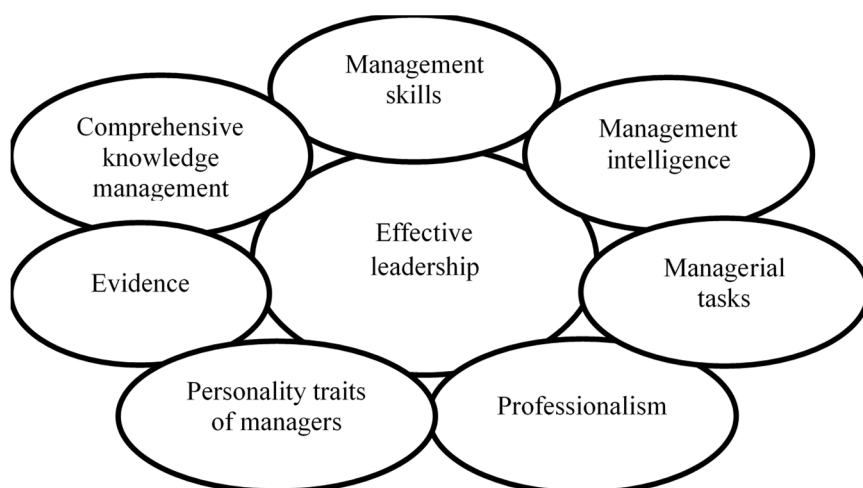 Management
skills
Comprehensive
knowledge
management
Management
intelligence
Effective
leadership
Evidence
Managerial
tasks
Personality traits
of managers
Professionalism